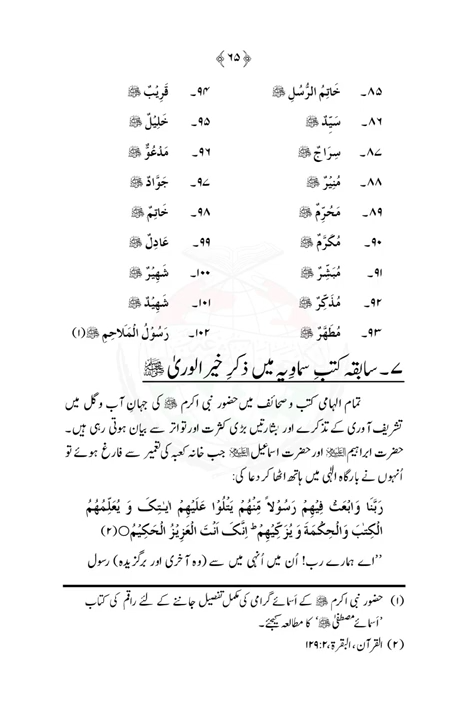 ﴿ ۶۵ ﴾
۸۵۔ خَاتِمُ الرُّسُلِ ﷺ ۹۴۔ قَرِيْبٌ ﷺ
۸۶۔ سَيِّدٌ ﷺ ۹۵۔ خَلِيْلٌ ﷺ
۸۷۔ سِرَاجٌ ﷺ ۹۶۔ مَدْعُوٌّ ﷺ
۸۸۔ مُنِيْرٌ ﷺ ۹۷۔ جَوَّادٌ ﷺ
۸۹۔ مَحْرَمٌ ﷺ ۹۸۔ خَاتِمٌ ﷺ
۹۰۔ مُكَرَّمٌ ﷺ ۹۹۔ عَادِلٌ ﷺ
۹۱۔ مُبَشِّرٌ ﷺ ۱۰۰۔ شَهِيْرٌ ﷺ
۹۲۔ مُذَكِّرٌ ﷺ ۱۰۱۔ شَهِيْدٌ ﷺ
۹۳۔ مُطَهَّرٌ ﷺ ۱۰۲۔ رَسُوْلُ الْمَلَاحِمِ ﷺ (۱)
۷۔ سابقہ کتبِ سماویہ میں ذکرِ خیر الوریٰ ﷺ
تمام الہامی کتب و صحائف میں حضور نبی اکرم ﷺ کی جہانِ آب و گل میں
تشریف آوری کے تذکرے اور بشارتیں بڑی کثرت اور تواتر سے بیان ہوتی رہی ہیں۔
حضرت ابراہیم علیہ السلام اور حضرت اسماعیل علیہ السلام جب خانہ کعبہ کی تعمیر سے فارغ ہوئے تو
اُنہوں نے بارگاہِ الٰہی میں ہاتھ اٹھا کر دعا کی:
رَبَّنَا وَابْعَثْ فِيْهِمْ رَسُوْلاً مِّنْهُمْ يَتْلُوْا عَلَيْهِمْ اٰيٰتِکَ وَ يُعَلِّمُهُمُ
الْکِتٰبَ وَالْحِکْمَةَ وَ يُزَکِّيْهِمْ ط اِنَّکَ اَنْتَ الْعَزِيْزُ الْحَکِيْمُ○(۲)
’’اے ہمارے رب! اُن میں اُنہی میں سے (وہ آخری اور برگزیدہ) رسول
(۱) حضور نبی اکرم ﷺ کے اَسمائے گرامی کی مکمل تفصیل جاننے کے لئے راقم کی کتاب
’اَسمائے مصطفیٰ ﷺ‘ کا مطالعہ کیجئے۔
(۲) القرآن، البقرۃ، ۲:۱۲۹